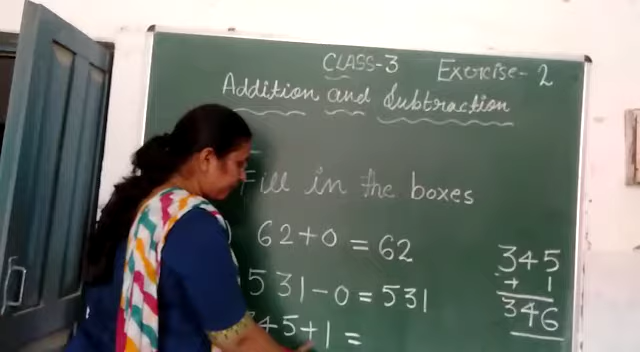 CLASS-3 Exercise-2
Addition and Subtraction
Fill in the boxes
62+0=62
531-0=531
345+1=
345
+ 1
346